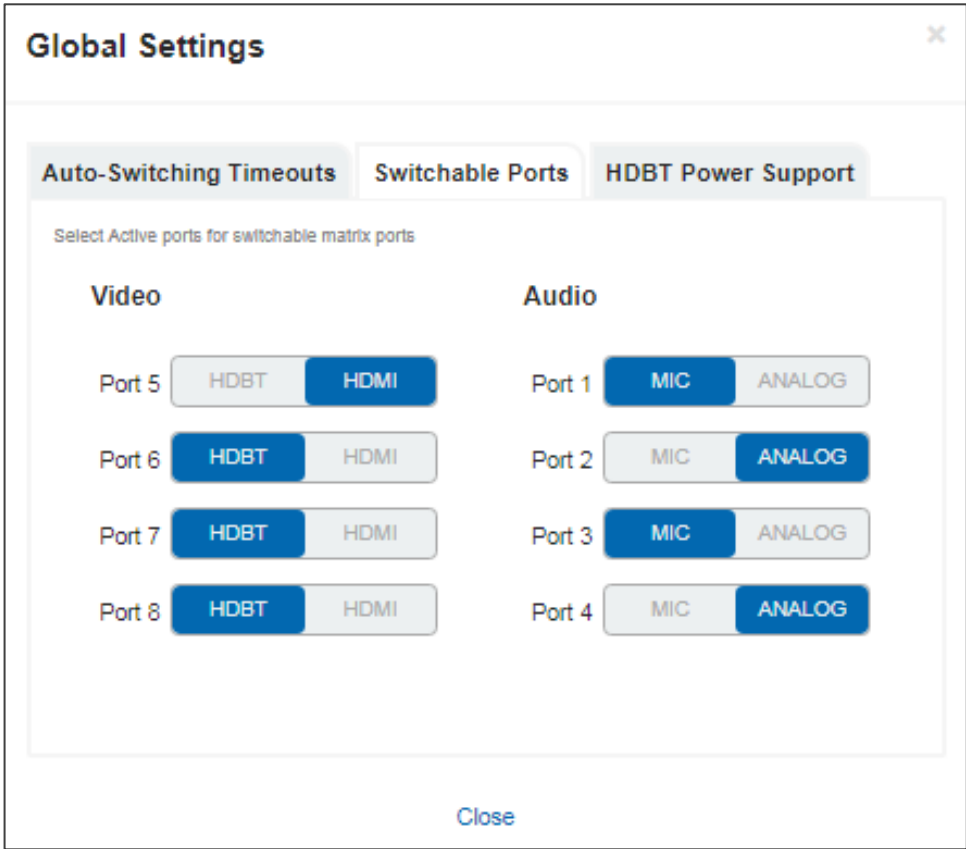 Global Settings
×
Auto-Switching Timeouts Switchable Ports HDBT Power Support
Select Active ports for switchable matrix ports
Video Audio
Port 5 HDBT HDMI Port 1 MIC ANALOG
Port 6 HDBT HDMI Port 2 MIC ANALOG
Port 7 HDBT HDMI Port 3 MIC ANALOG
Port 8 HDBT HDMI Port 4 MIC ANALOG
Close